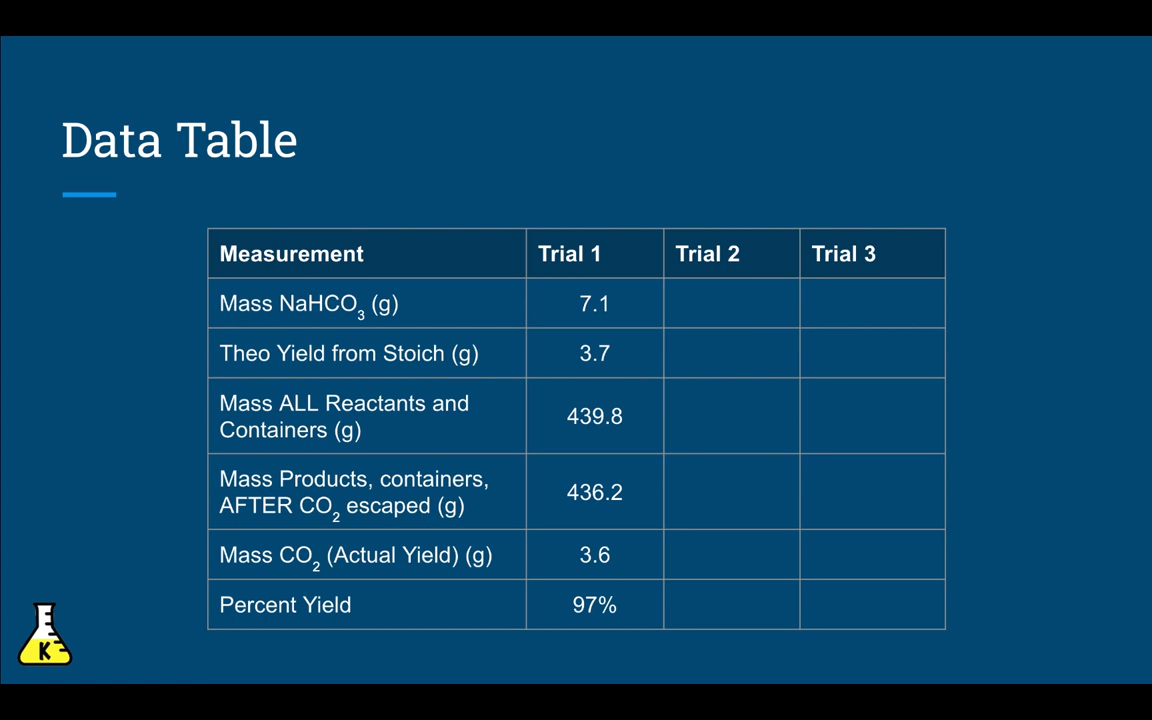 Data Table
Measurement Trial 1 Trial 2 Trial 3
Mass NaHCO3 (g) 7.1
Theo Yield from Stoich (g) 3.7
Mass ALL Reactants and
Containers (g) 439.8
Mass Products, containers,
AFTER CO2 escaped (g) 436.2
Mass CO2 (Actual Yield) (g) 3.6
Percent Yield 97%
K